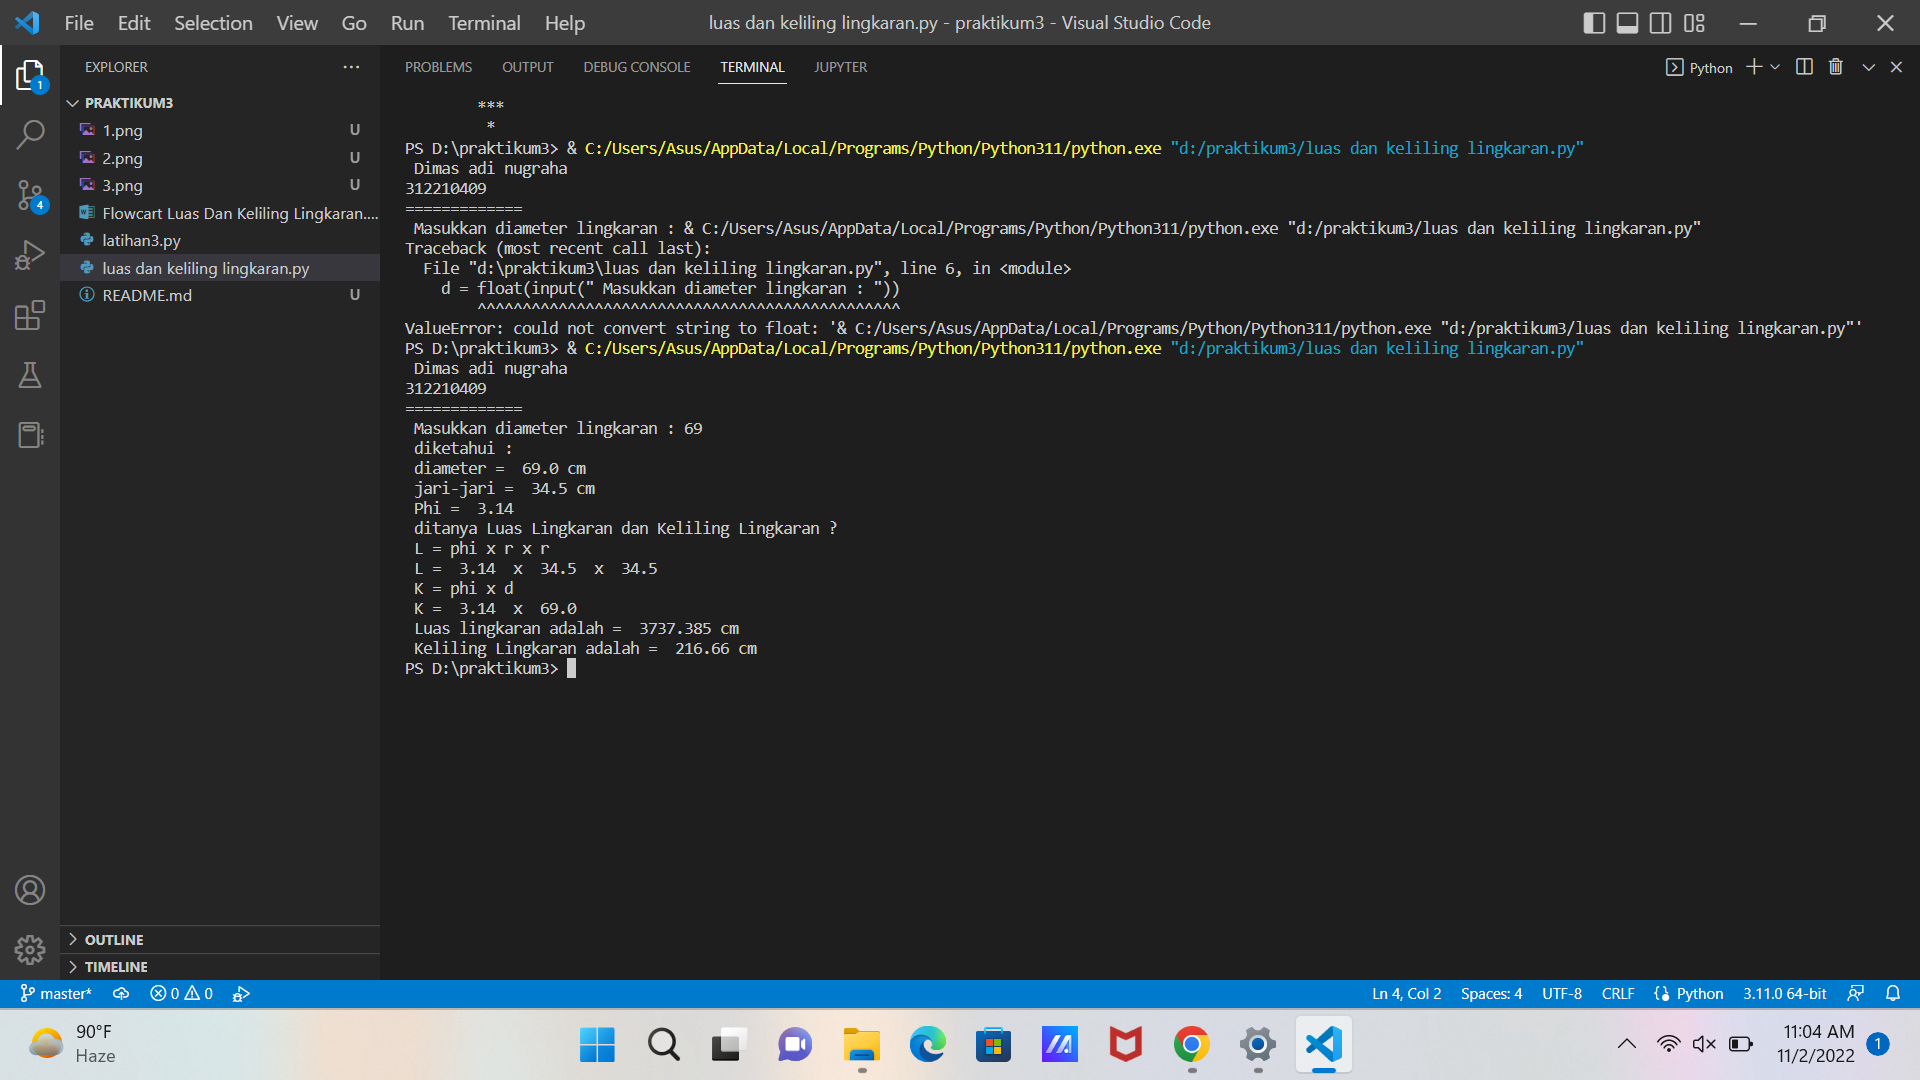 File Edit Selection View Go Run Terminal Help luas dan keliling lingkaran.py - praktikum3 - Visual Studio Code
EXPLORER
PROBLEMS OUTPUT DEBUG CONSOLE TERMINAL JUPYTER
Python
1
4
PRAKTIKUM3
1.png U
2.png U
3.png U
Flowcart Luas Dan Keliling Lingkaran....
latihan3.py
luas dan keliling lingkaran.py
README.md U
OUTLINE
TIMELINE
***
*
PS D:\praktikum3> & C:/Users/Asus/AppData/Local/Programs/Python/Python311/python.exe "d:/praktikum3/luas dan keliling lingkaran.py"
Dimas adi nugraha
312210409
=============
Masukkan diameter lingkaran : & C:/Users/Asus/AppData/Local/Programs/Python/Python311/python.exe "d:/praktikum3/luas dan keliling lingkaran.py"
Traceback (most recent call last):
File "d:\praktikum3\luas dan keliling lingkaran.py", line 6, in <module>
d = float(input(" Masukkan diameter lingkaran : "))
^^^^^^^^^^^^^^^^^^^^^^^^^^^^^^^^^^^^^^^^^^^^^^^
ValueError: could not convert string to float: '& C:/Users/Asus/AppData/Local/Programs/Python/Python311/python.exe "d:/praktikum3/luas dan keliling lingkaran.py"'
PS D:\praktikum3> & C:/Users/Asus/AppData/Local/Programs/Python/Python311/python.exe "d:/praktikum3/luas dan keliling lingkaran.py"
Dimas adi nugraha
312210409
=============
Masukkan diameter lingkaran : 69
diketahui :
diameter =  69.0 cm
jari-jari =  34.5 cm
Phi =  3.14
ditanya Luas Lingkaran dan Keliling Lingkaran ?
L = phi x r x r
L =  3.14  x  34.5  x  34.5
K = phi x d
K =  3.14  x  69.0
Luas lingkaran adalah =  3737.385 cm
Keliling Lingkaran adalah =  216.66 cm
PS D:\praktikum3>
master* 0 0 Ln 4, Col 2 Spaces: 4 UTF-8 CRLF Python 3.11.0 64-bit
90°F
Haze
11:04 AM
11/2/2022
1